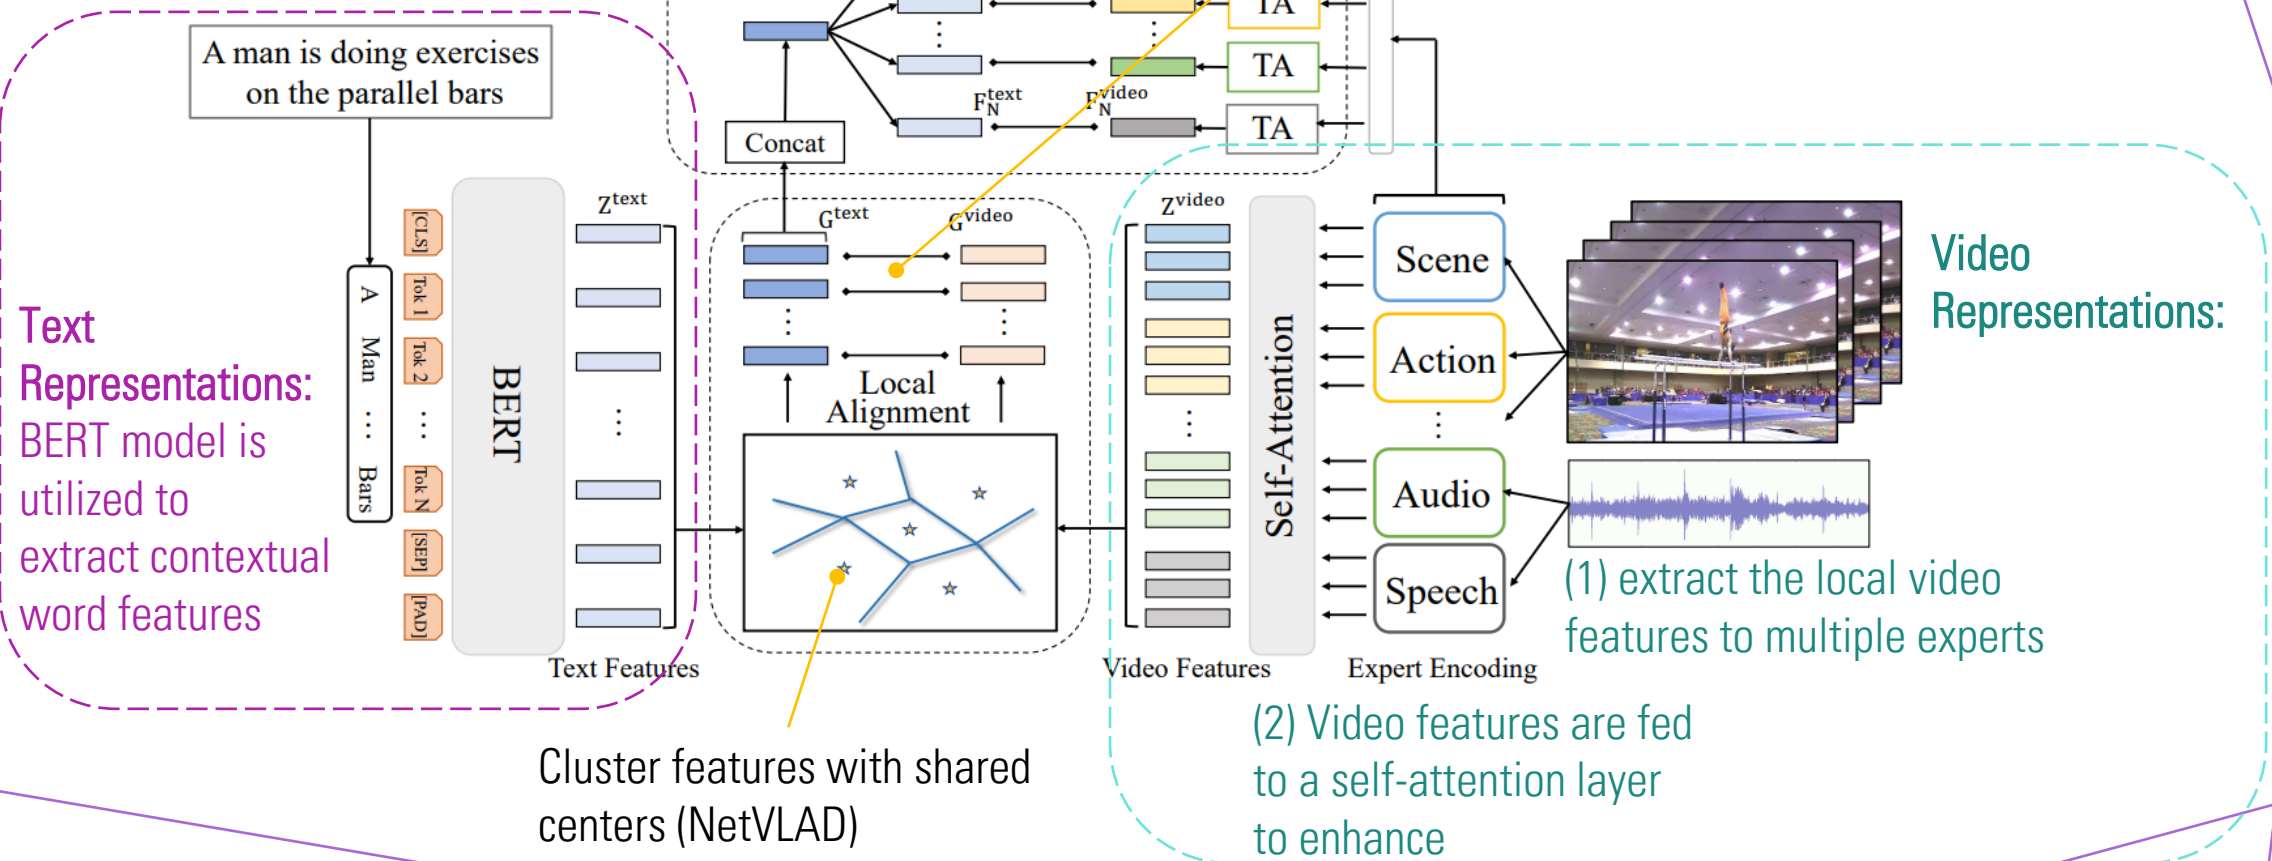 TA
A man is doing exercises
on the parallel bars
TA
F_N^text
F_N^video
TA
Concat
[CLS]
Tok 1
Tok 2
⋮
Tok N
[SEP]
[PAD]
A Man ... Bars
BERT
Z^text
⋮
Text Features
Text
Representations:
BERT model is
utilized to
extract contextual
word features
G^text
G^video
Local
Alignment
Cluster features with shared
centers (NetVLAD)
Z^video
Video Features
Self-Attention
Scene
Action
Audio
Speech
Expert Encoding
Video
Representations:
(1) extract the local video
features to multiple experts
(2) Video features are fed
to a self-attention layer
to enhance